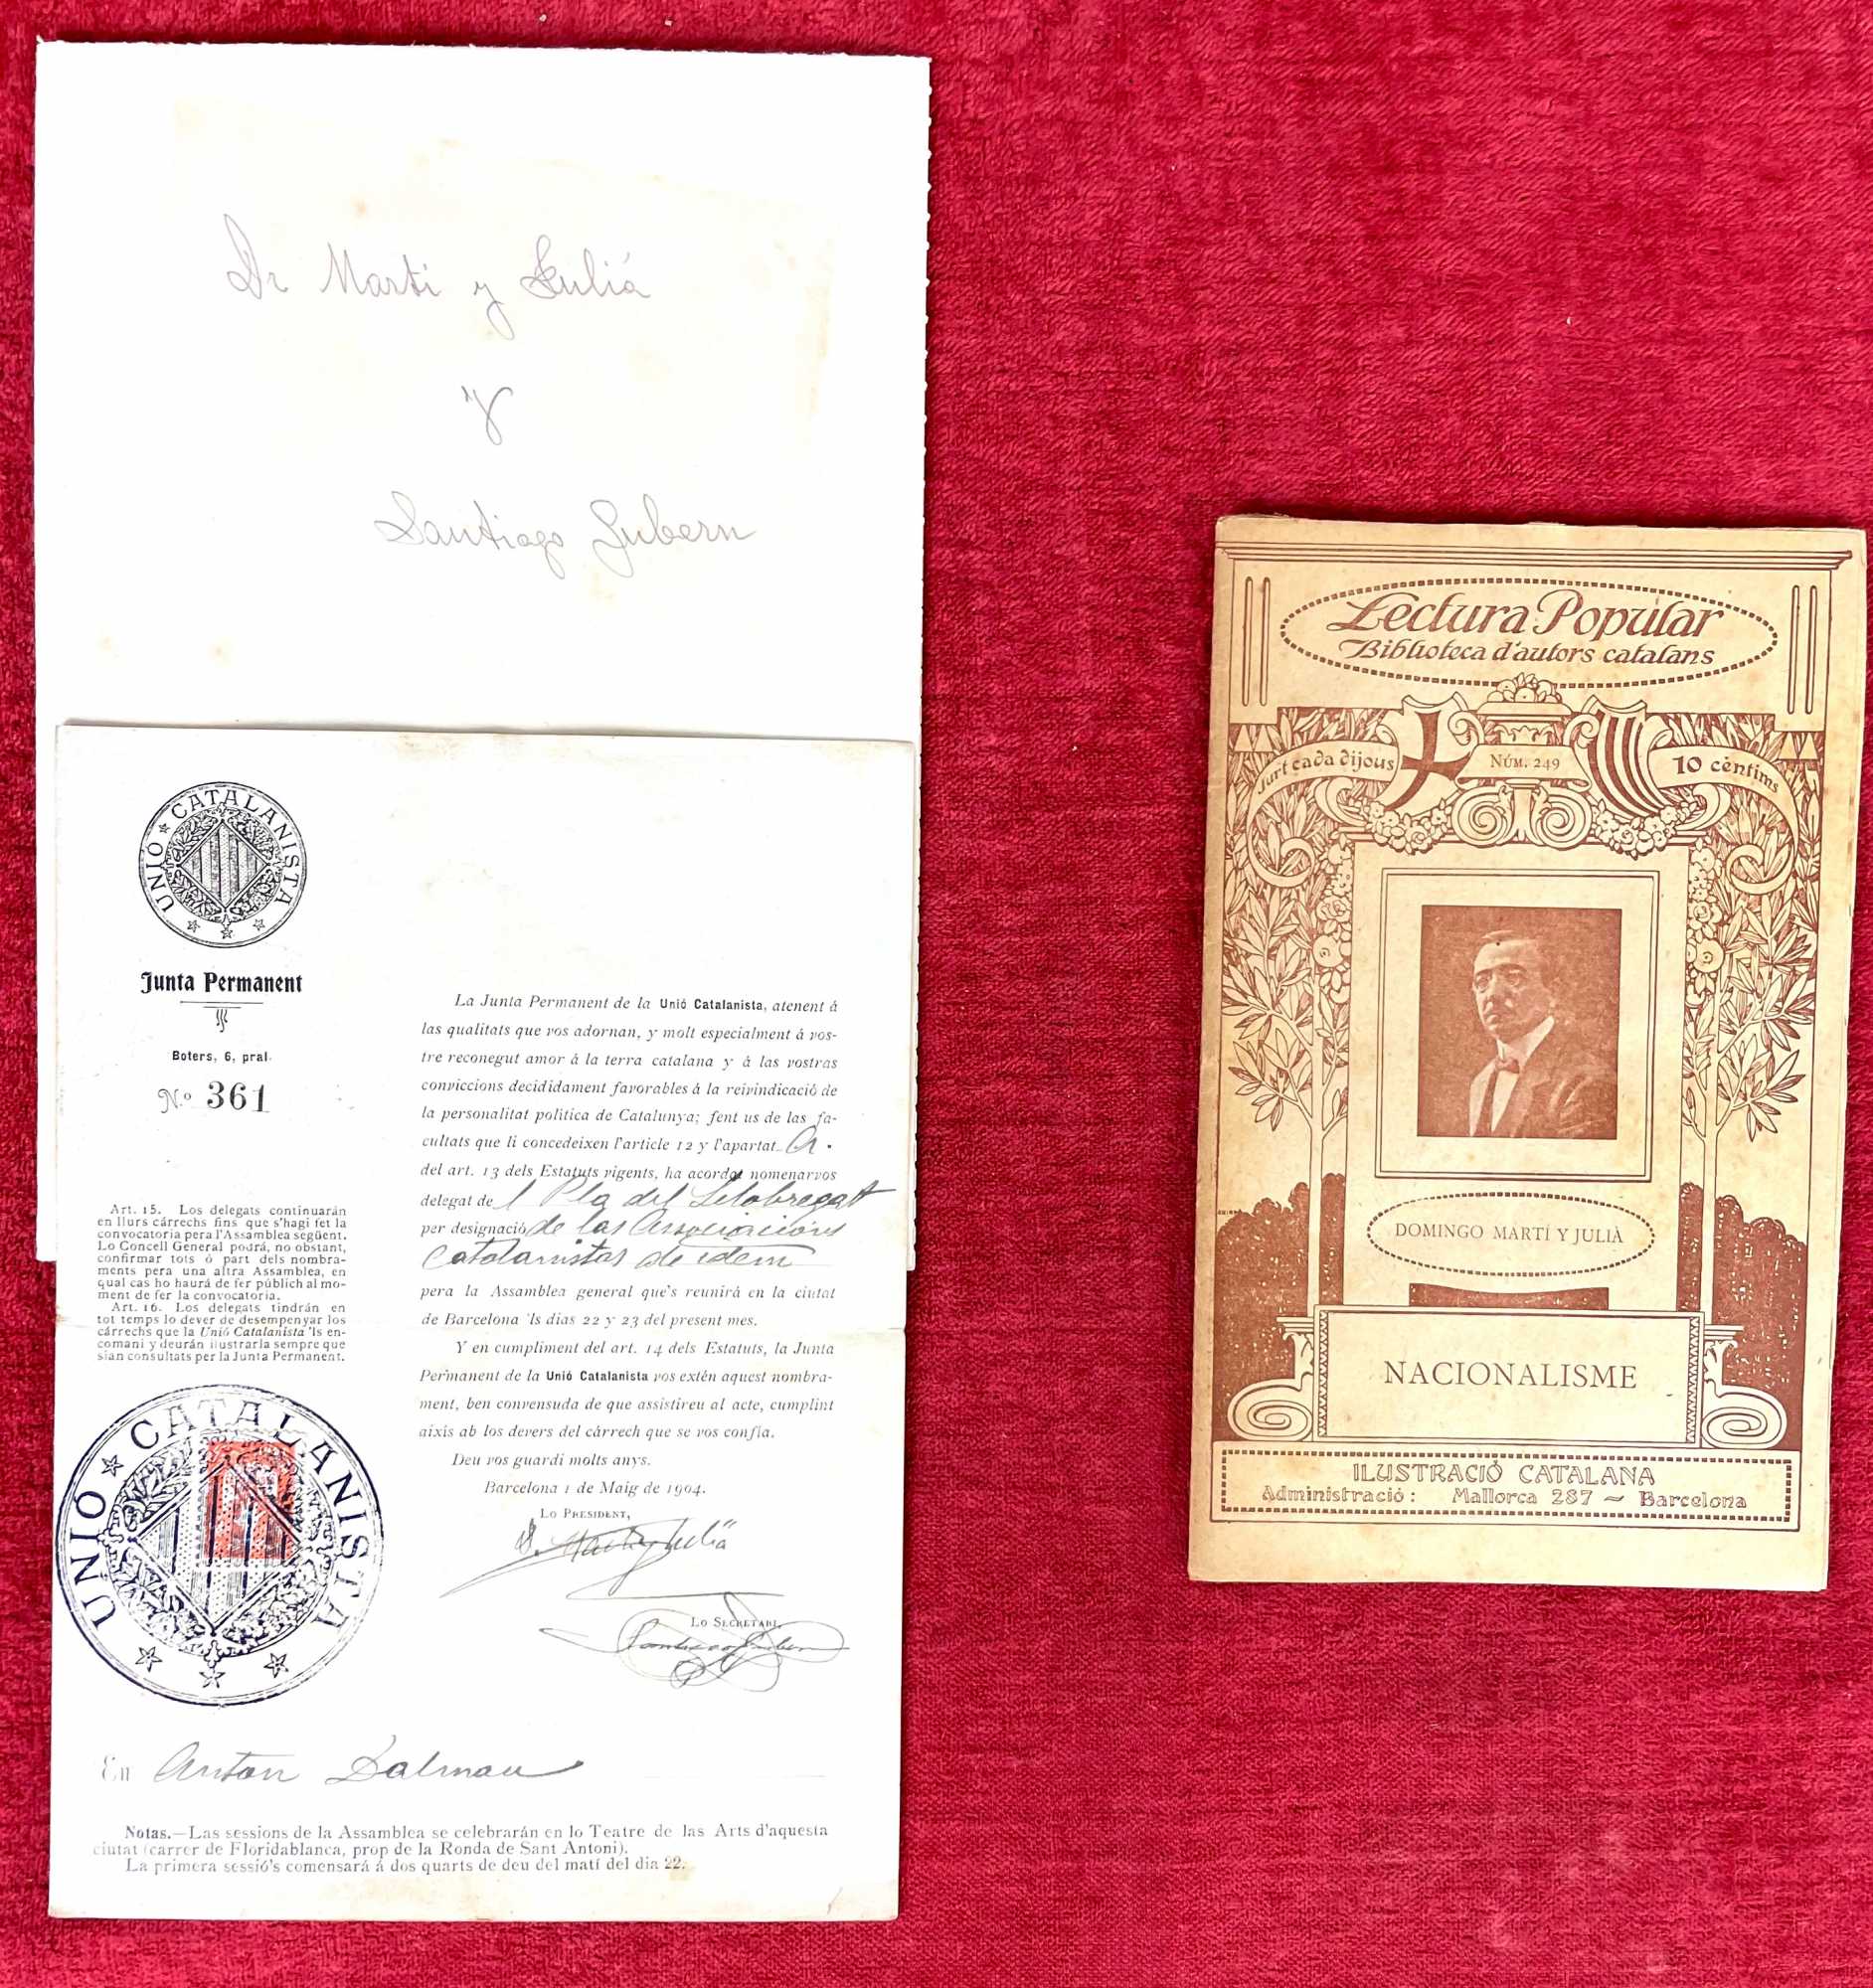 Dr Martí y Juliá
y
Santiago Gubern
UNIÓ CATALANISTA
Junta Permanent
Boters, 6, pral.
N.º 361
Art. 15. Los delegats continuarán
en llurs cárrechs fins que s'hagi fet la
convocatoria pera l'Assamblea següent.
Lo Concell General podrá, no obstant,
confirmar tots ó part dels nombra-
ments pera una altra Assamblea, en
qual cas ho haurá de fer públich al mo-
ment de fer la convocatoria.
Art. 16. Los delegats tindrán en
tot temps lo dever de desempenyar los
cárrechs que la Unió Catalanista 'ls en-
comani y deurán ilustrarla sempre que
sían consultats per la Junta Permanent.
UNIÓ CATALANISTA
La Junta Permanent de la Unió Catalanista, atenent á
las qualitats que vos adornan, y molt especialment á vos-
tre reconegut amor á la terra catalana y á las vostras
conviccions decididament favorables á la reivindicació de
la personalitat política de Catalunya; fent us de las fa-
cultats que li concedeixen l'article 12 y l'apartat A.
del art. 13 dels Estatuts vigents, ha acordat nomenarvos
delegat de l Pla del Llobregat
per designació de las Associacions
catalanistas de idem
pera la Assamblea general que's reunirá en la ciutat
de Barcelona 'ls dias 22 y 23 del present mes.
Y en cumpliment del art. 14 dels Estatuts, la Junta
Permanent de la Unió Catalanista vos extén aquest nombra-
ment, ben convensuda de que assistireu al acte, cumplint
aixís ab los devers del cárrech que se vos confía.
Deu vos guardi molts anys.
Barcelona 1 de Maig de 1904.
Lo President,
D. Martí y Juliá
Lo Secretari,
Santiago Gubern
En Anton Dalmau
Notas.—Las sessions de la Assamblea se celebrarán en lo Teatre de las Arts d'aquesta
ciutat (carrer de Floridablanca, prop de la Ronda de Sant Antoni).
La primera sessió's comensará á dos quarts de deu del matí del dia 22.
Lectura Popular
Biblioteca d'autors catalans
Surt cada dijous
NÚM. 249
10 cèntims
DOMINGO MARTÍ Y JULIÀ
NACIONALISME
ILUSTRACIÓ CATALANA
Administració: Mallorca 287 ~ Barcelona